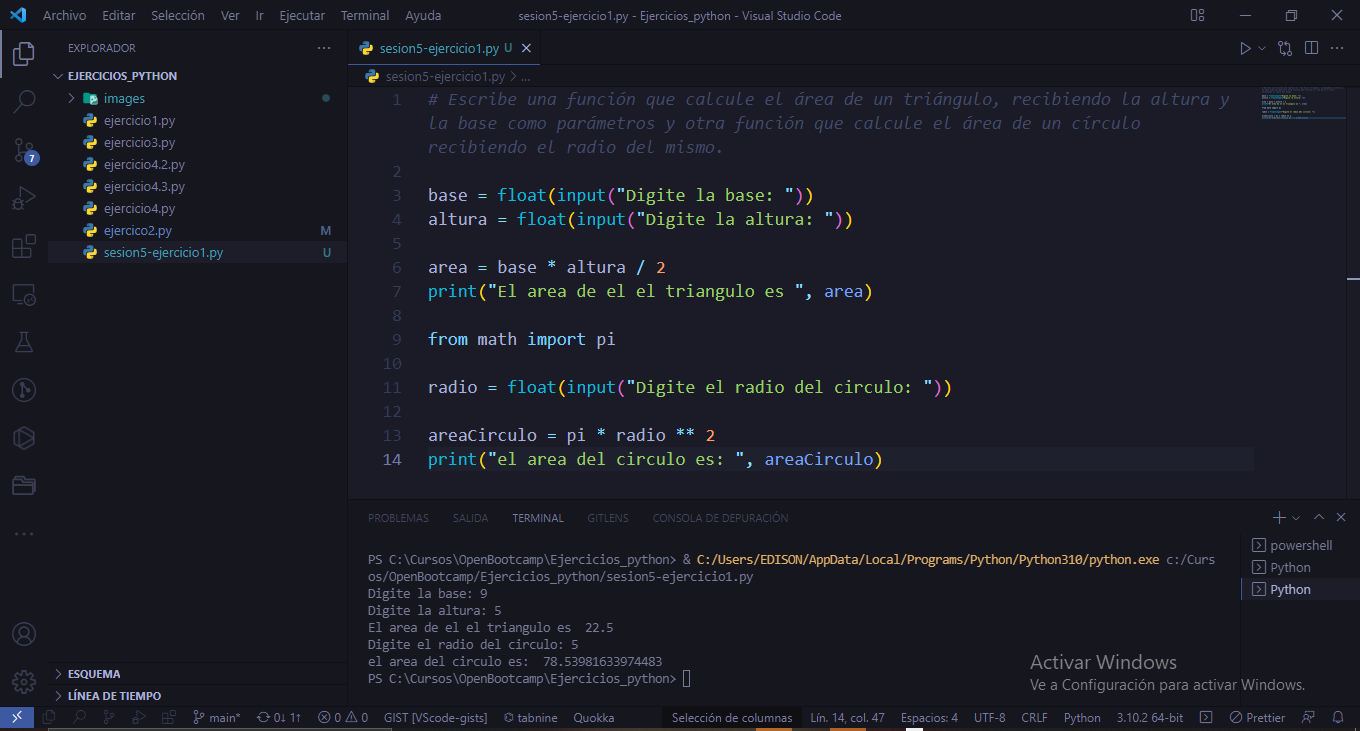 Archivo Editar Selección Ver Ir Ejecutar Terminal Ayuda sesion5-ejercicio1.py - Ejercicios_python - Visual Studio Code
EXPLORADOR
EJERCICIOS_PYTHON
images
ejercicio1.py
ejercicio3.py
ejercicio4.2.py
ejercicio4.3.py
ejercicio4.py
ejercico2.py M
sesion5-ejercicio1.py U
7
ESQUEMA
LÍNEA DE TIEMPO
sesion5-ejercicio1.py U
sesion5-ejercicio1.py > ...
1 # Escribe una función que calcule el área de un triángulo, recibiendo la altura y
la base como parámetros y otra función que calcule el área de un círculo
recibiendo el radio del mismo.
2
3 base = float(input("Digite la base: "))
4 altura = float(input("Digite la altura: "))
5
6 area = base * altura / 2
7 print("El area de el el triangulo es ", area)
8
9 from math import pi
10
11 radio = float(input("Digite el radio del circulo: "))
12
13 areaCirculo = pi * radio ** 2
14 print("el area del circulo es: ", areaCirculo)
PROBLEMAS SALIDA TERMINAL GITLENS CONSOLA DE DEPURACIÓN
PS C:\Cursos\OpenBootcamp\Ejercicios_python> & C:/Users/EDISON/AppData/Local/Programs/Python/Python310/python.exe c:/Curs
os/OpenBootcamp/Ejercicios_python/sesion5-ejercicio1.py
Digite la base: 9
Digite la altura: 5
El area de el el triangulo es  22.5
Digite el radio del circulo: 5
el area del circulo es:  78.53981633974483
PS C:\Cursos\OpenBootcamp\Ejercicios_python>
powershell
Python
Python
Activar Windows
Ve a Configuración para activar Windows.
main* 0↓ 1↑ 0 0 GIST [VScode-gists] tabnine Quokka Selección de columnas Lín. 14, col. 47 Espacios: 4 UTF-8 CRLF Python 3.10.2 64-bit Prettier